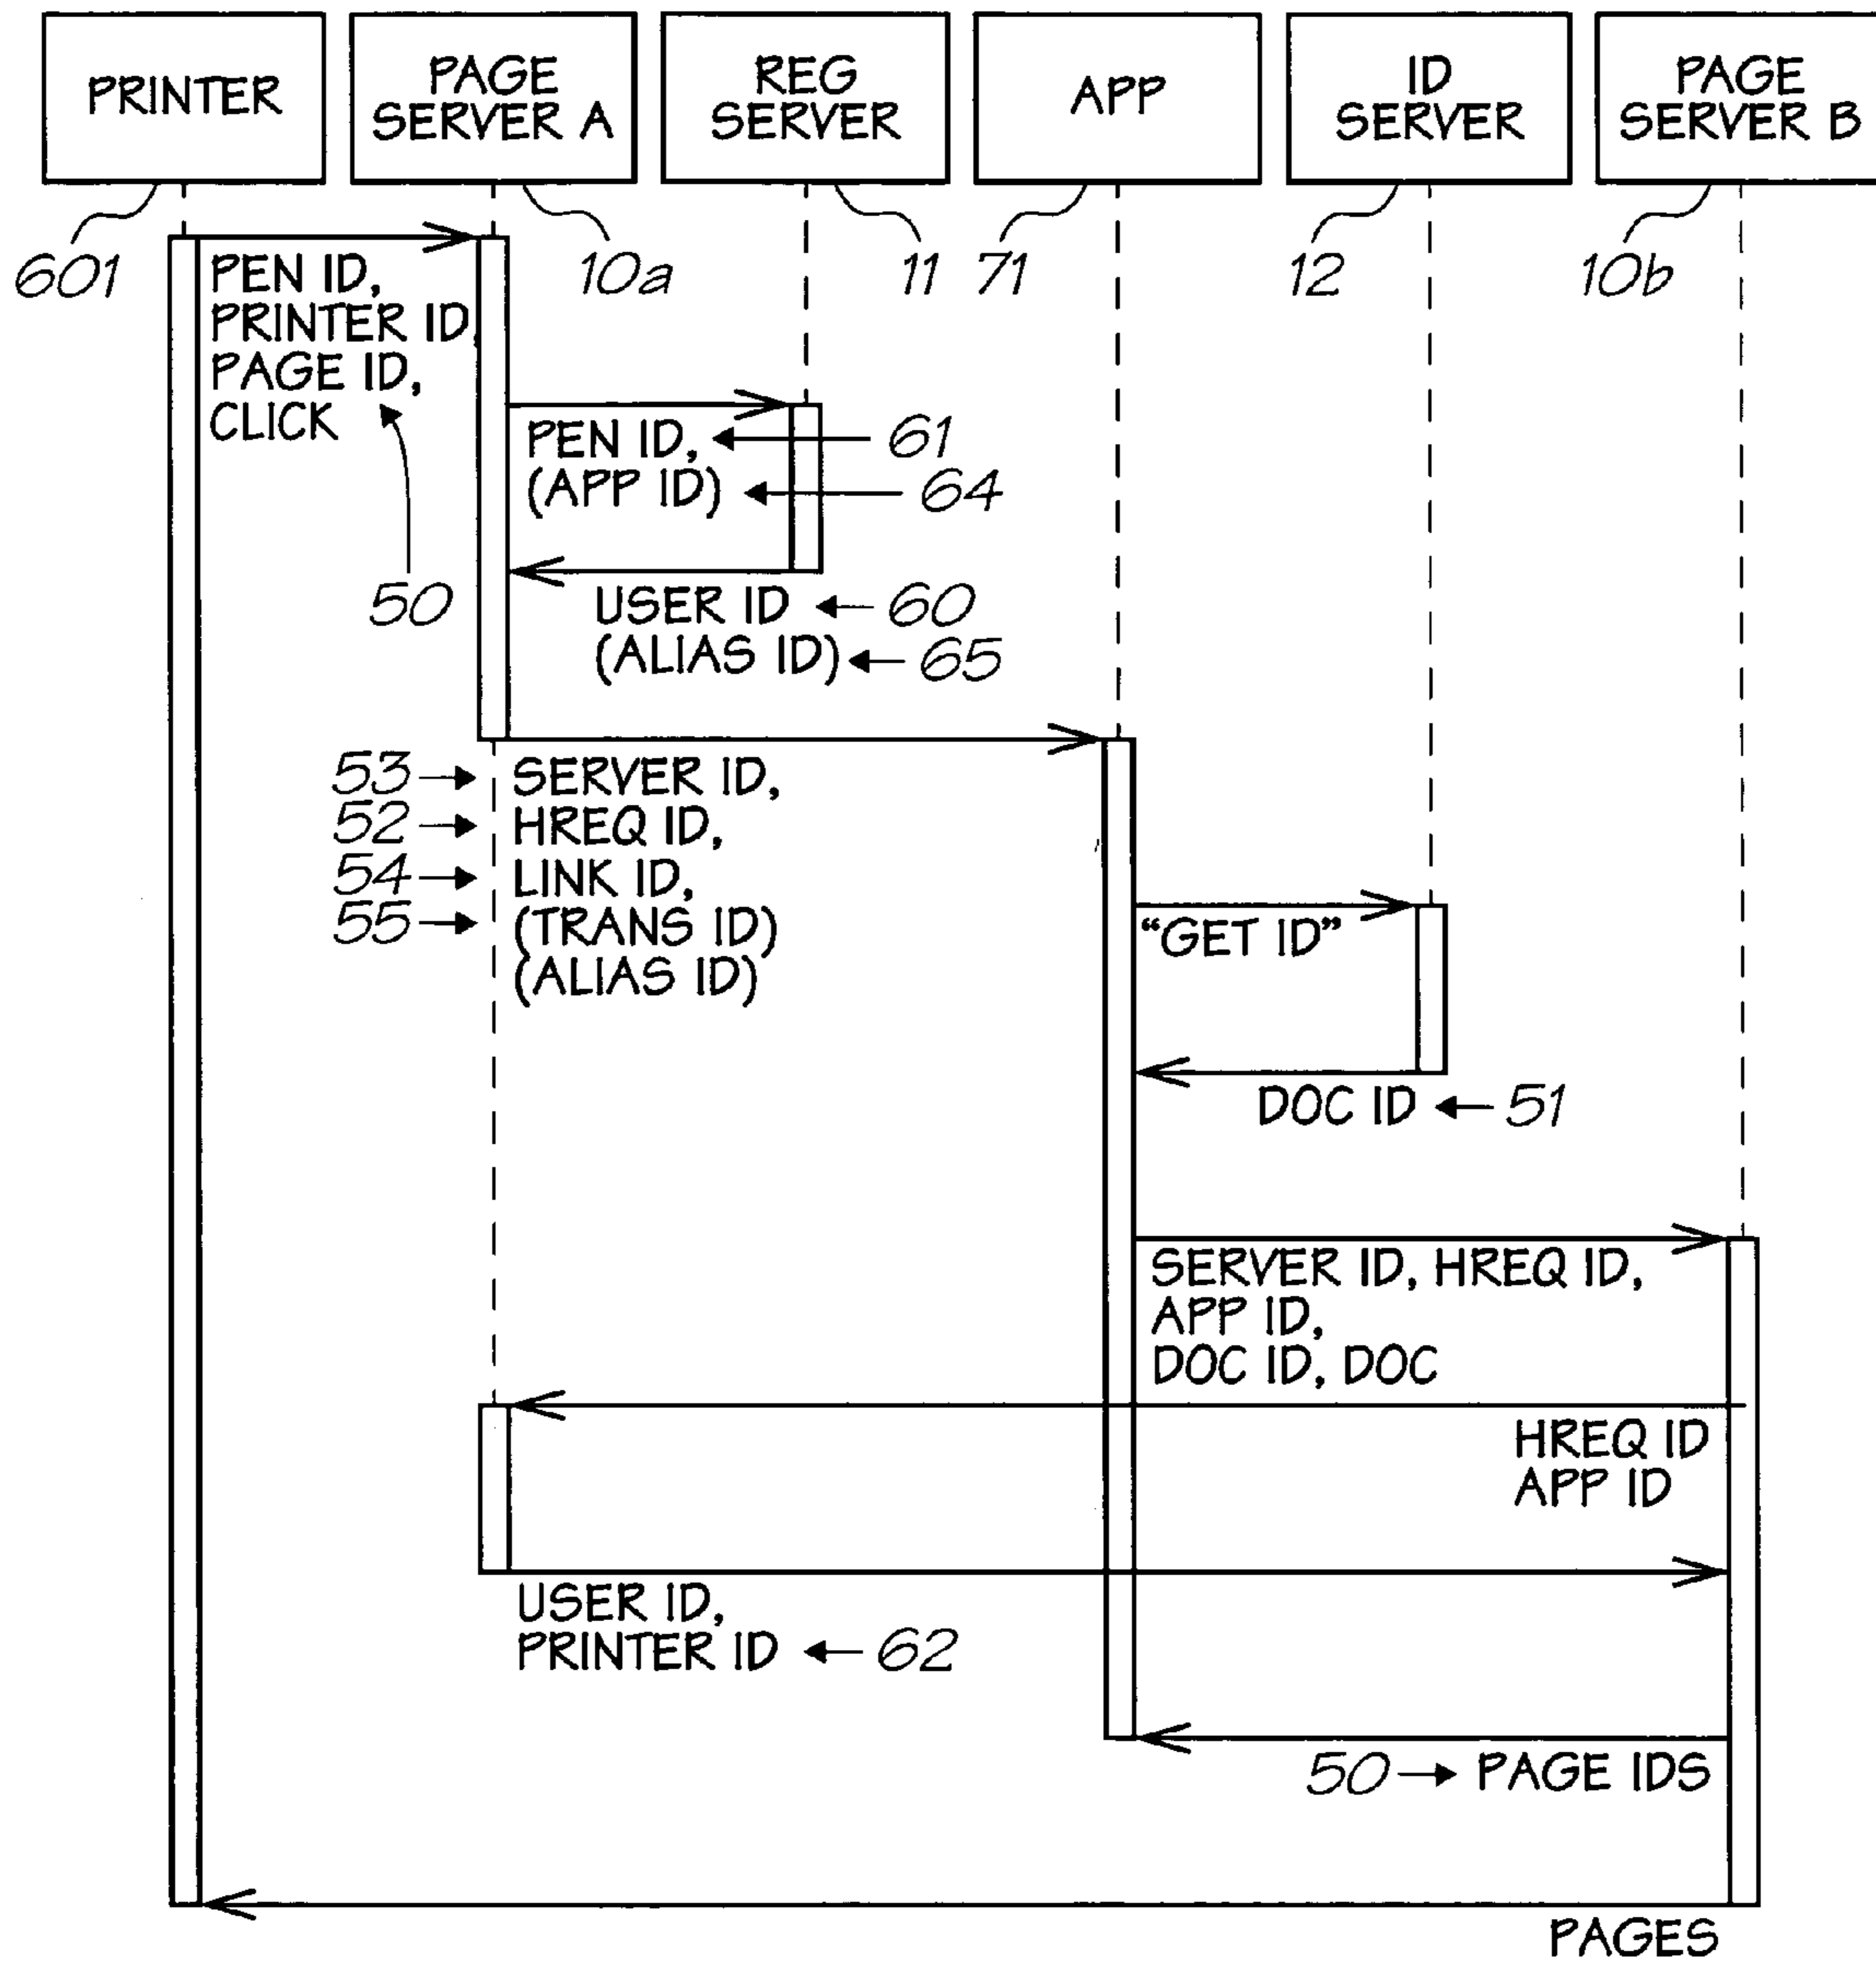 PRINTER
PAGE
SERVER A
REG
SERVER
APP
ID
SERVER
PAGE
SERVER B
601
10a
11
71
12
10b
PEN ID,
PRINTER ID
PAGE ID,
CLICK
50
PEN ID,
61
(APP ID)
64
USER ID
60
(ALIAS ID)
65
53
SERVER ID,
52
HREQ ID,
54
LINK ID,
55
(TRANS ID)
(ALIAS ID)
"GET ID"
DOC ID
51
SERVER ID, HREQ ID,
APP ID,
DOC ID, DOC
HREQ ID
APP ID
USER ID,
PRINTER ID
62
50
PAGE IDS
PAGES